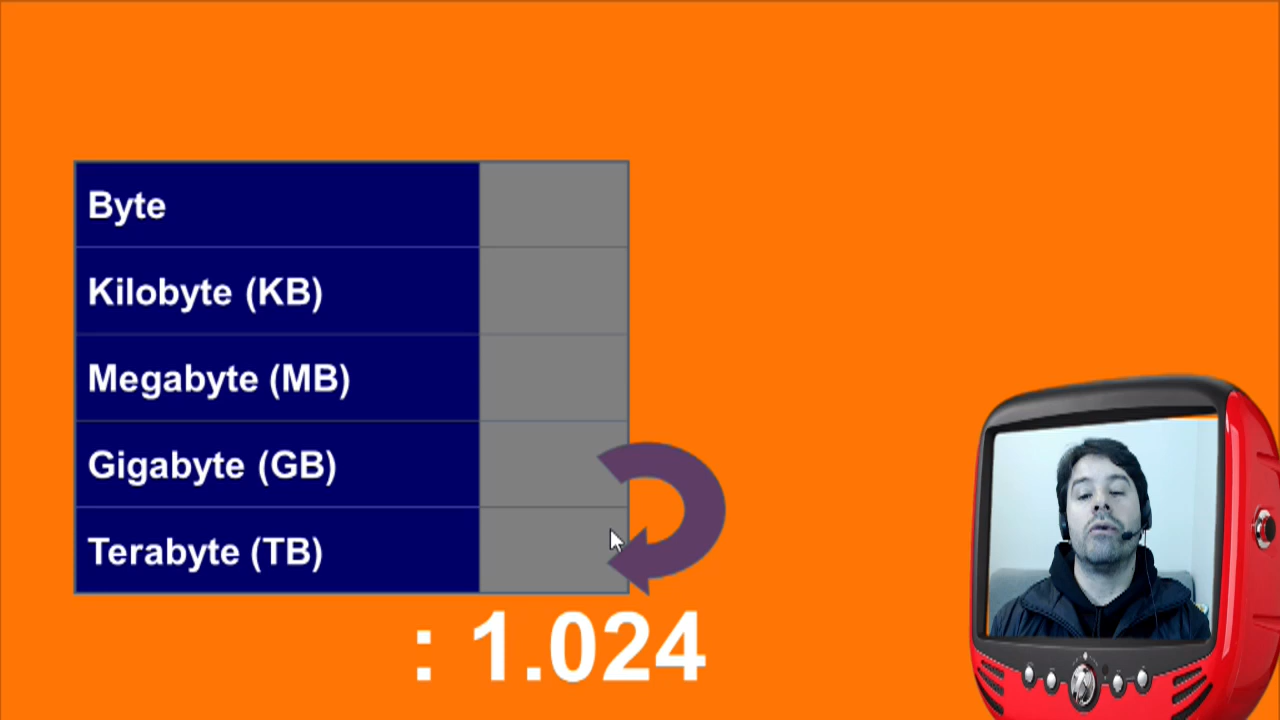 Byte
Kilobyte (KB)
Megabyte (MB)
Gigabyte (GB)
Terabyte (TB)
: 1.024